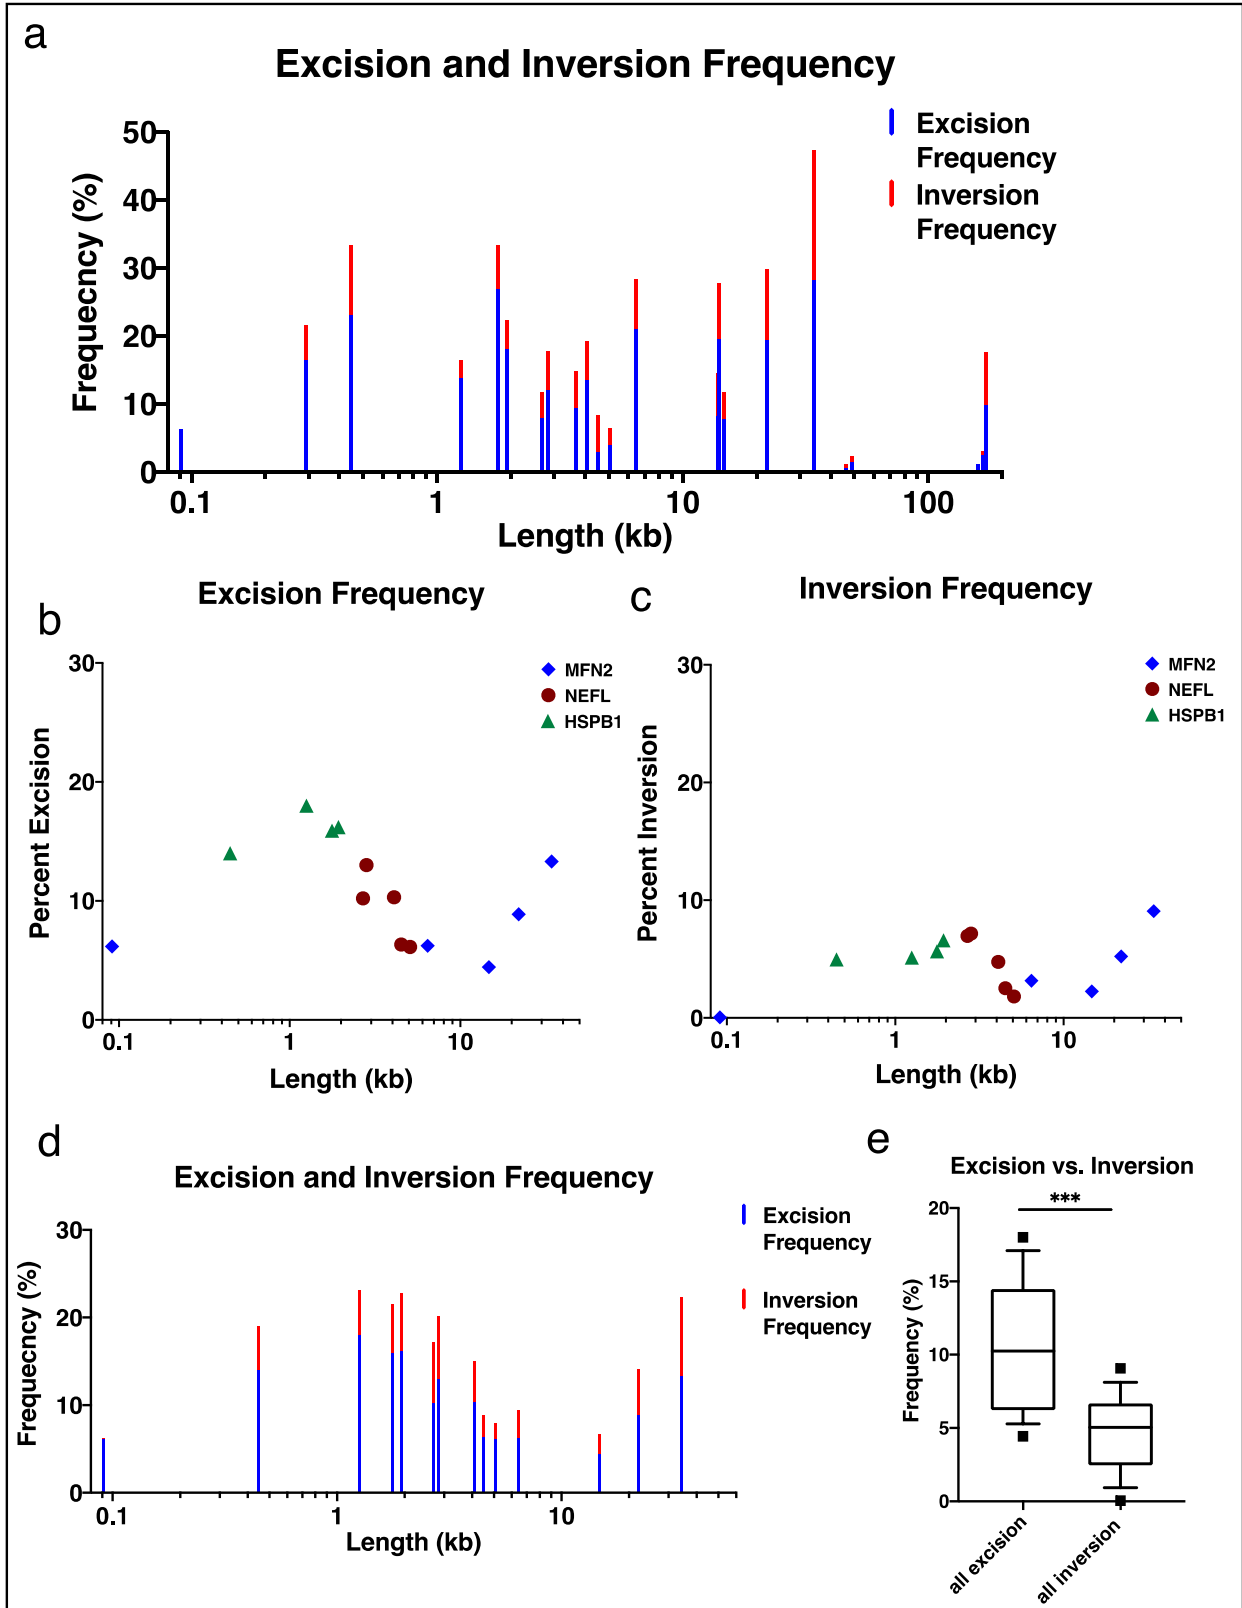 a
Excision and Inversion Frequency
Excision
Frequency
Inversion
Frequency
Frequecncy (%)
50
40
30
20
10
0
0.1 1 10 100
Length (kb)
b
Excision Frequency
MFN2
NEFL
HSPB1
Percent Excision
30
20
10
0
0.1 1 10
Length (kb)
c
Inversion Frequency
MFN2
NEFL
HSPB1
Percent Inversion
30
20
10
0
0.1 1 10
Length (kb)
d
Excision and Inversion Frequency
Excision
Frequency
Inversion
Frequency
Frequecncy (%)
30
20
10
0
0.1 1 10
Length (kb)
e
Excision vs. Inversion
***
Frequency (%)
20
15
10
5
0
all excision
all inversion